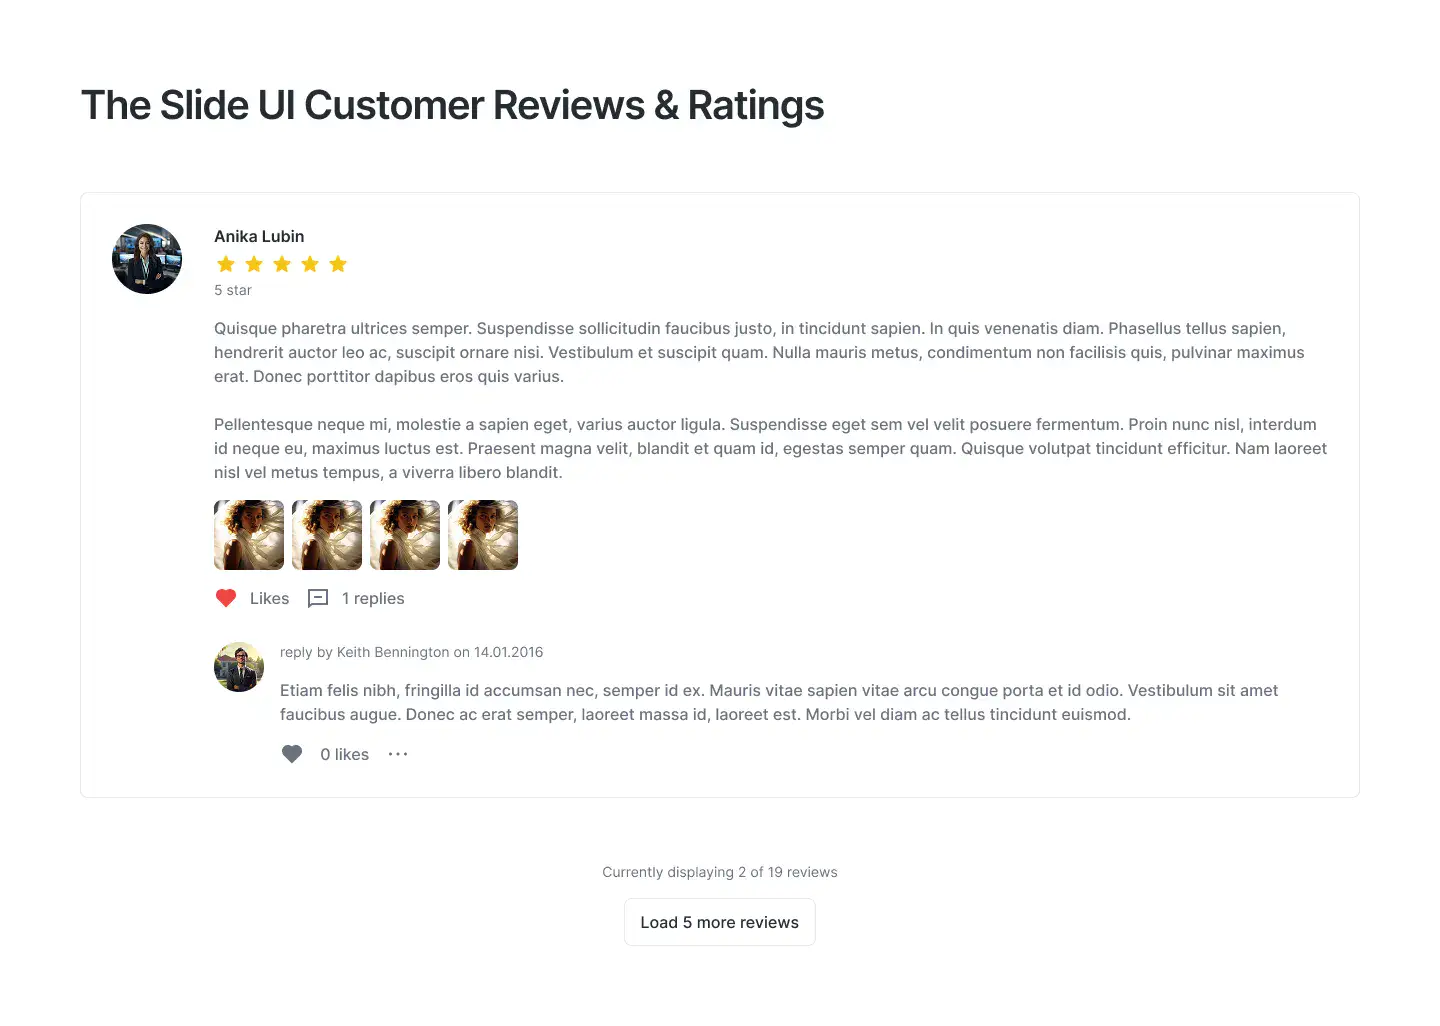 The Slide UI Customer Reviews & Ratings
Anika Lubin
5 star
Quisque pharetra ultrices semper. Suspendisse sollicitudin faucibus justo, in tincidunt sapien. In quis venenatis diam. Phasellus tellus sapien,
hendrerit auctor leo ac, suscipit ornare nisi. Vestibulum et suscipit quam. Nulla mauris metus, condimentum non facilisis quis, pulvinar maximus
erat. Donec porttitor dapibus eros quis varius.
Pellentesque neque mi, molestie a sapien eget, varius auctor ligula. Suspendisse eget sem vel velit posuere fermentum. Proin nunc nisl, interdum
id neque eu, maximus luctus est. Praesent magna velit, blandit et quam id, egestas semper quam. Quisque volutpat tincidunt efficitur. Nam laoreet
nisl vel metus tempus, a viverra libero blandit.
Likes 1 replies
reply by Keith Bennington on 14.01.2016
Etiam felis nibh, fringilla id accumsan nec, semper id ex. Mauris vitae sapien vitae arcu congue porta et id odio. Vestibulum sit amet
faucibus augue. Donec ac erat semper, laoreet massa id, laoreet est. Morbi vel diam ac tellus tincidunt euismod.
0 likes
Currently displaying 2 of 19 reviews
Load 5 more reviews